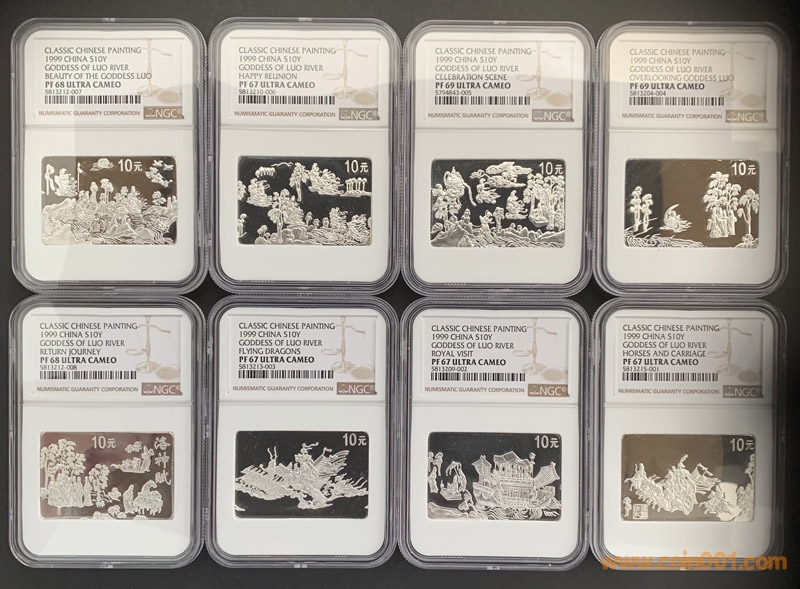 CLASSIC CHINESE PAINTING
1999 CHINA S10Y
GODDESS OF LUO RIVER
BEAUTY OF THE GODDESS LUO
PF 68 ULTRA CAMEO
5813212-007
NUMISMATIC GUARANTY CORPORATION NGC
10元
CLASSIC CHINESE PAINTING
1999 CHINA S10Y
GODDESS OF LUO RIVER
HAPPY REUNION
PF 67 ULTRA CAMEO
5813210-006
NUMISMATIC GUARANTY CORPORATION NGC
10元
CLASSIC CHINESE PAINTING
1999 CHINA S10Y
GODDESS OF LUO RIVER
CELEBRATION SCENE
PF 69 ULTRA CAMEO
5704843-005
NUMISMATIC GUARANTY CORPORATION NGC
10元
CLASSIC CHINESE PAINTING
1999 CHINA S10Y
GODDESS OF LUO RIVER
OVERLOOKING GODDESS LUO
PF 69 ULTRA CAMEO
5813204-004
NUMISMATIC GUARANTY CORPORATION NGC
10元
CLASSIC CHINESE PAINTING
1999 CHINA S10Y
GODDESS OF LUO RIVER
RETURN JOURNEY
PF 68 ULTRA CAMEO
5813212-008
NUMISMATIC GUARANTY CORPORATION NGC
10元
洛神賦
CLASSIC CHINESE PAINTING
1999 CHINA S10Y
GODDESS OF LUO RIVER
FLYING DRAGONS
PF 67 ULTRA CAMEO
5813213-003
NUMISMATIC GUARANTY CORPORATION NGC
10元
CLASSIC CHINESE PAINTING
1999 CHINA S10Y
GODDESS OF LUO RIVER
ROYAL VISIT
PF 67 ULTRA CAMEO
5813209-002
NUMISMATIC GUARANTY CORPORATION NGC
10元
CLASSIC CHINESE PAINTING
1999 CHINA S10Y
GODDESS OF LUO RIVER
HORSES AND CARRIAGE
PF 67 ULTRA CAMEO
5813215-001
NUMISMATIC GUARANTY CORPORATION NGC
10元
www.coin001.com